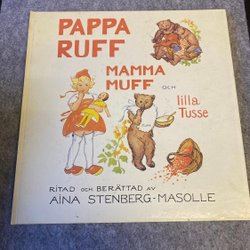 PAPPA
RUFF
MAMMA
MUFF OCH
lilla
Tusse
RITAD OCH BERÄTTAD AV
AINA STENBERG-MASOLLE